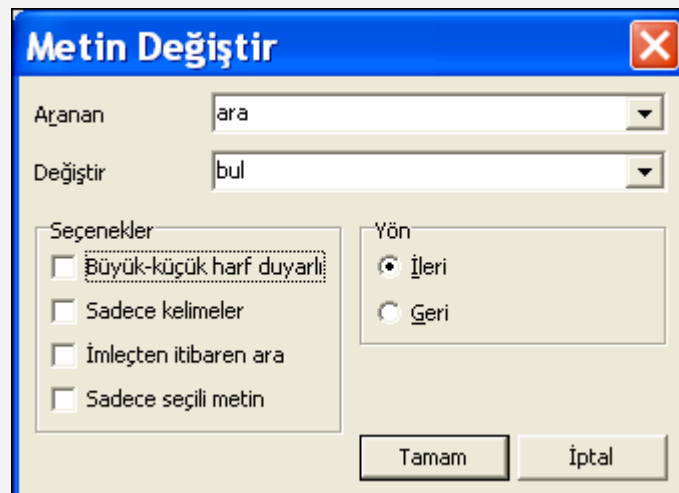 Metin Değiştir
Aranan
ara
Değiştir
bul
Seçenekler
Büyük-küçük harf duyarlı
Sadece kelimeler
İmleçten itibaren ara
Sadece seçili metin
Yön
İleri
Geri
Tamam
İptal